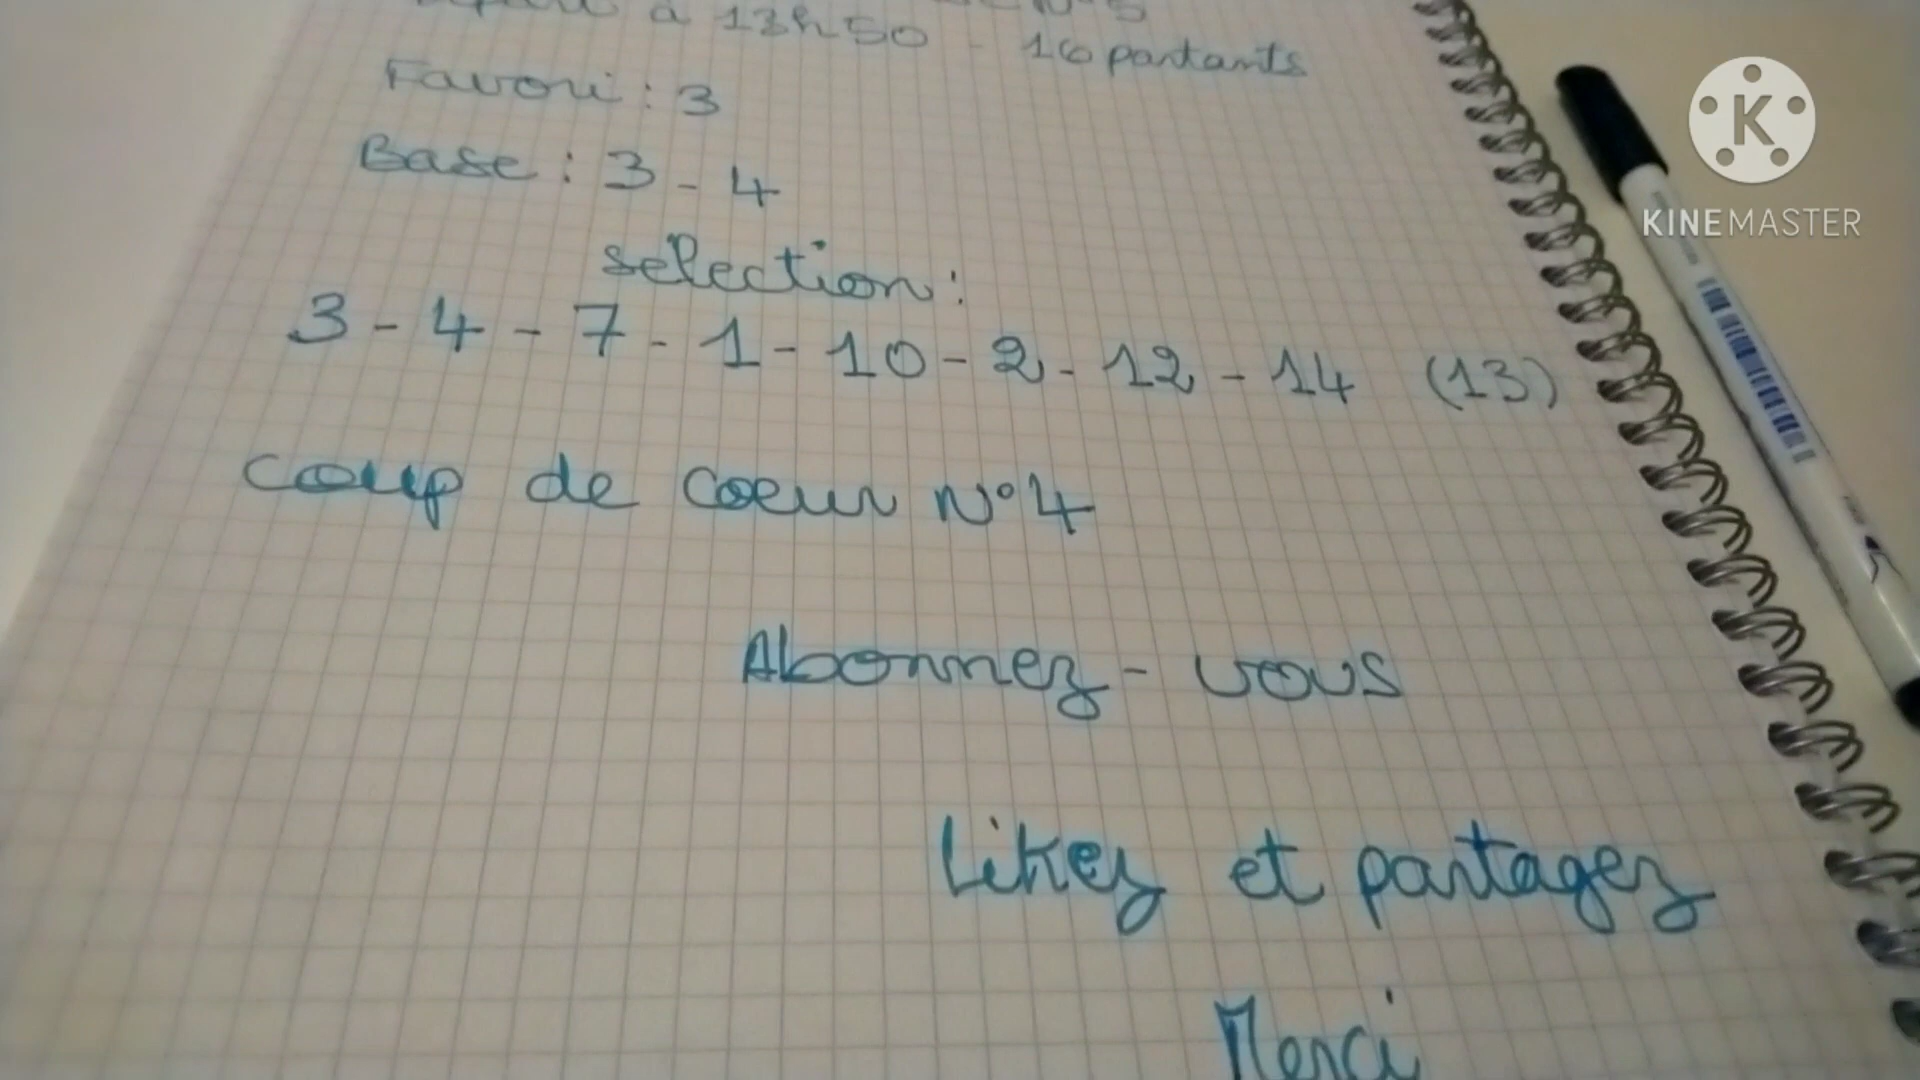 à 13h50 - 16 partants
Favori : 3
Base : 3 - 4
selection :
3 - 4 - 7 - 1 - 10 - 2 - 12 - 14 (13)
coup de coeur N°4
Abonnez - vous
Likez et partagez
Merci
K
KINEMASTER